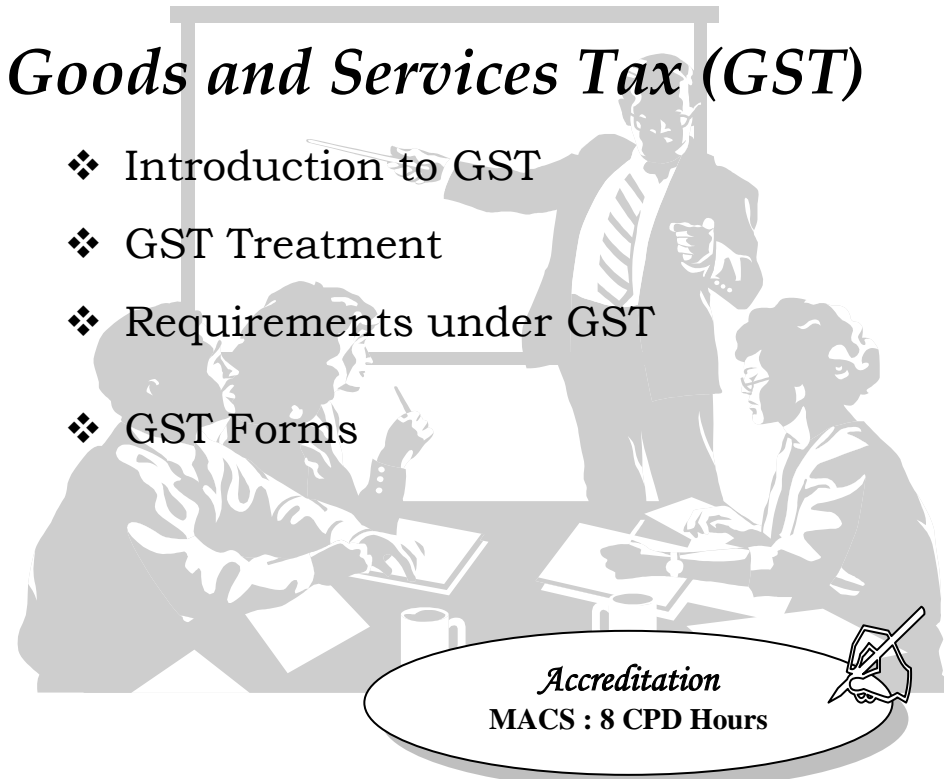 Goods and Services Tax (GST)
❖ Introduction to GST
❖ GST Treatment
❖ Requirements under GST
❖ GST Forms
Accreditation
MACS : 8 CPD Hours